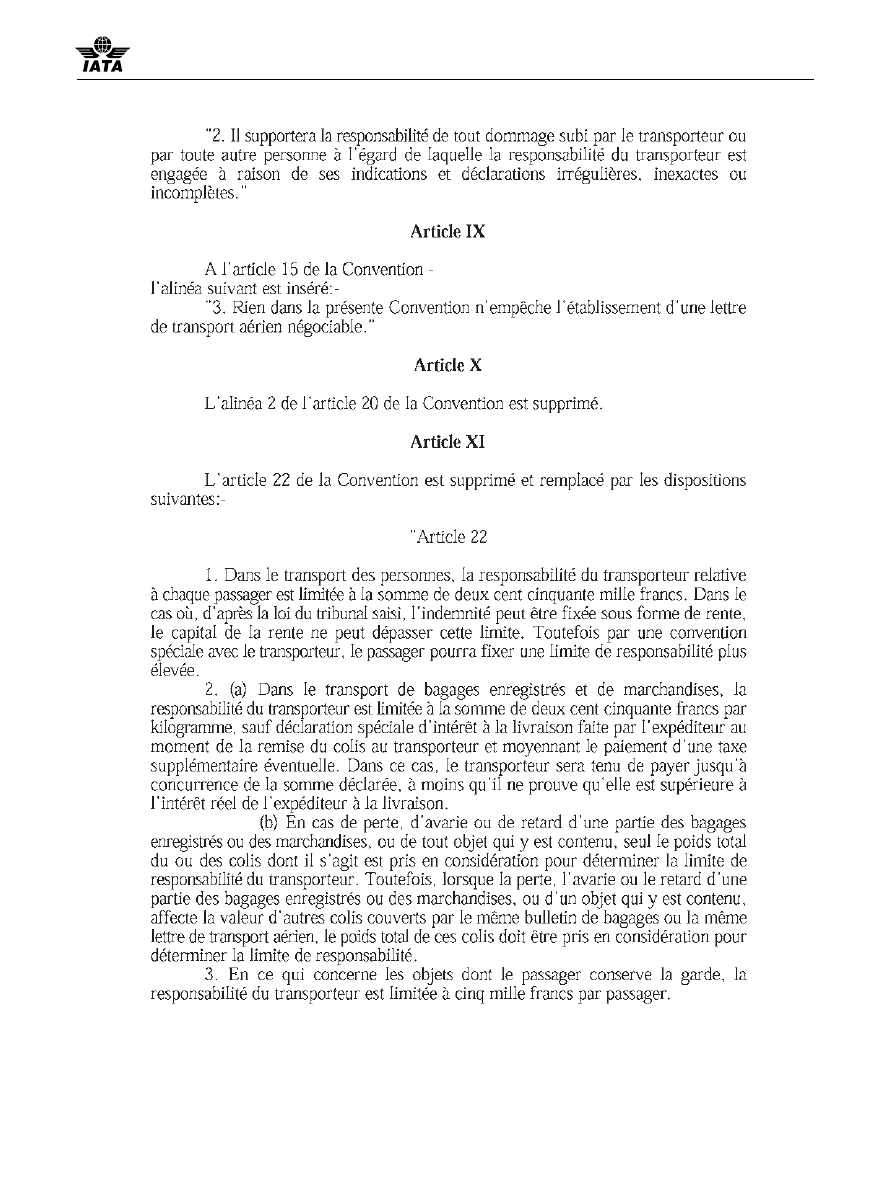 IATA
"2. Il supportera la responsabilité de tout dommage subi par le transporteur ou
par toute autre personne à l'égard de laquelle la responsabilité du transporteur est
engagée à raison de ses indications et déclarations irrégulières, inexactes ou
incomplètes."
Article IX
A l'article 15 de la Convention -
l'alinéa suivant est inséré:-
"3. Rien dans la présente Convention n'empêche l'établissement d'une lettre
de transport aérien négociable."
Article X
L'alinéa 2 de l'article 20 de la Convention est supprimé.
Article XI
L'article 22 de la Convention est supprimé et remplacé par les dispositions
suivantes:-
"Article 22
1. Dans le transport des personnes, la responsabilité du transporteur relative
à chaque passager est limitée à la somme de deux cent cinquante mille francs. Dans le
cas où, d'après la loi du tribunal saisi, l'indemnité peut être fixée sous forme de rente,
le capital de la rente ne peut dépasser cette limite. Toutefois par une convention
spéciale avec le transporteur, le passager pourra fixer une limite de responsabilité plus
élevée.
2. (a) Dans le transport de bagages enregistrés et de marchandises, la
responsabilité du transporteur est limitée à la somme de deux cent cinquante francs par
kilogramme, sauf déclaration spéciale d'intérêt à la livraison faite par l'expéditeur au
moment de la remise du colis au transporteur et moyennant le paiement d'une taxe
supplémentaire éventuelle. Dans ce cas, le transporteur sera tenu de payer jusqu'à
concurrence de la somme déclarée, à moins qu'il ne prouve qu'elle est supérieure à
l'intérêt réel de l'expéditeur à la livraison.
(b) En cas de perte, d'avarie ou de retard d'une partie des bagages
enregistrés ou des marchandises, ou de tout objet qui y est contenu, seul le poids total
du ou des colis dont il s'agit est pris en considération pour déterminer la limite de
responsabilité du transporteur. Toutefois, lorsque la perte, l'avarie ou le retard d'une
partie des bagages enregistrés ou des marchandises, ou d'un objet qui y est contenu,
affecte la valeur d'autres colis couverts par le même bulletin de bagages ou la même
lettre de transport aérien, le poids total de ces colis doit être pris en considération pour
déterminer la limite de responsabilité.
3. En ce qui concerne les objets dont le passager conserve la garde, la
responsabilité du transporteur est limitée à cinq mille francs par passager.